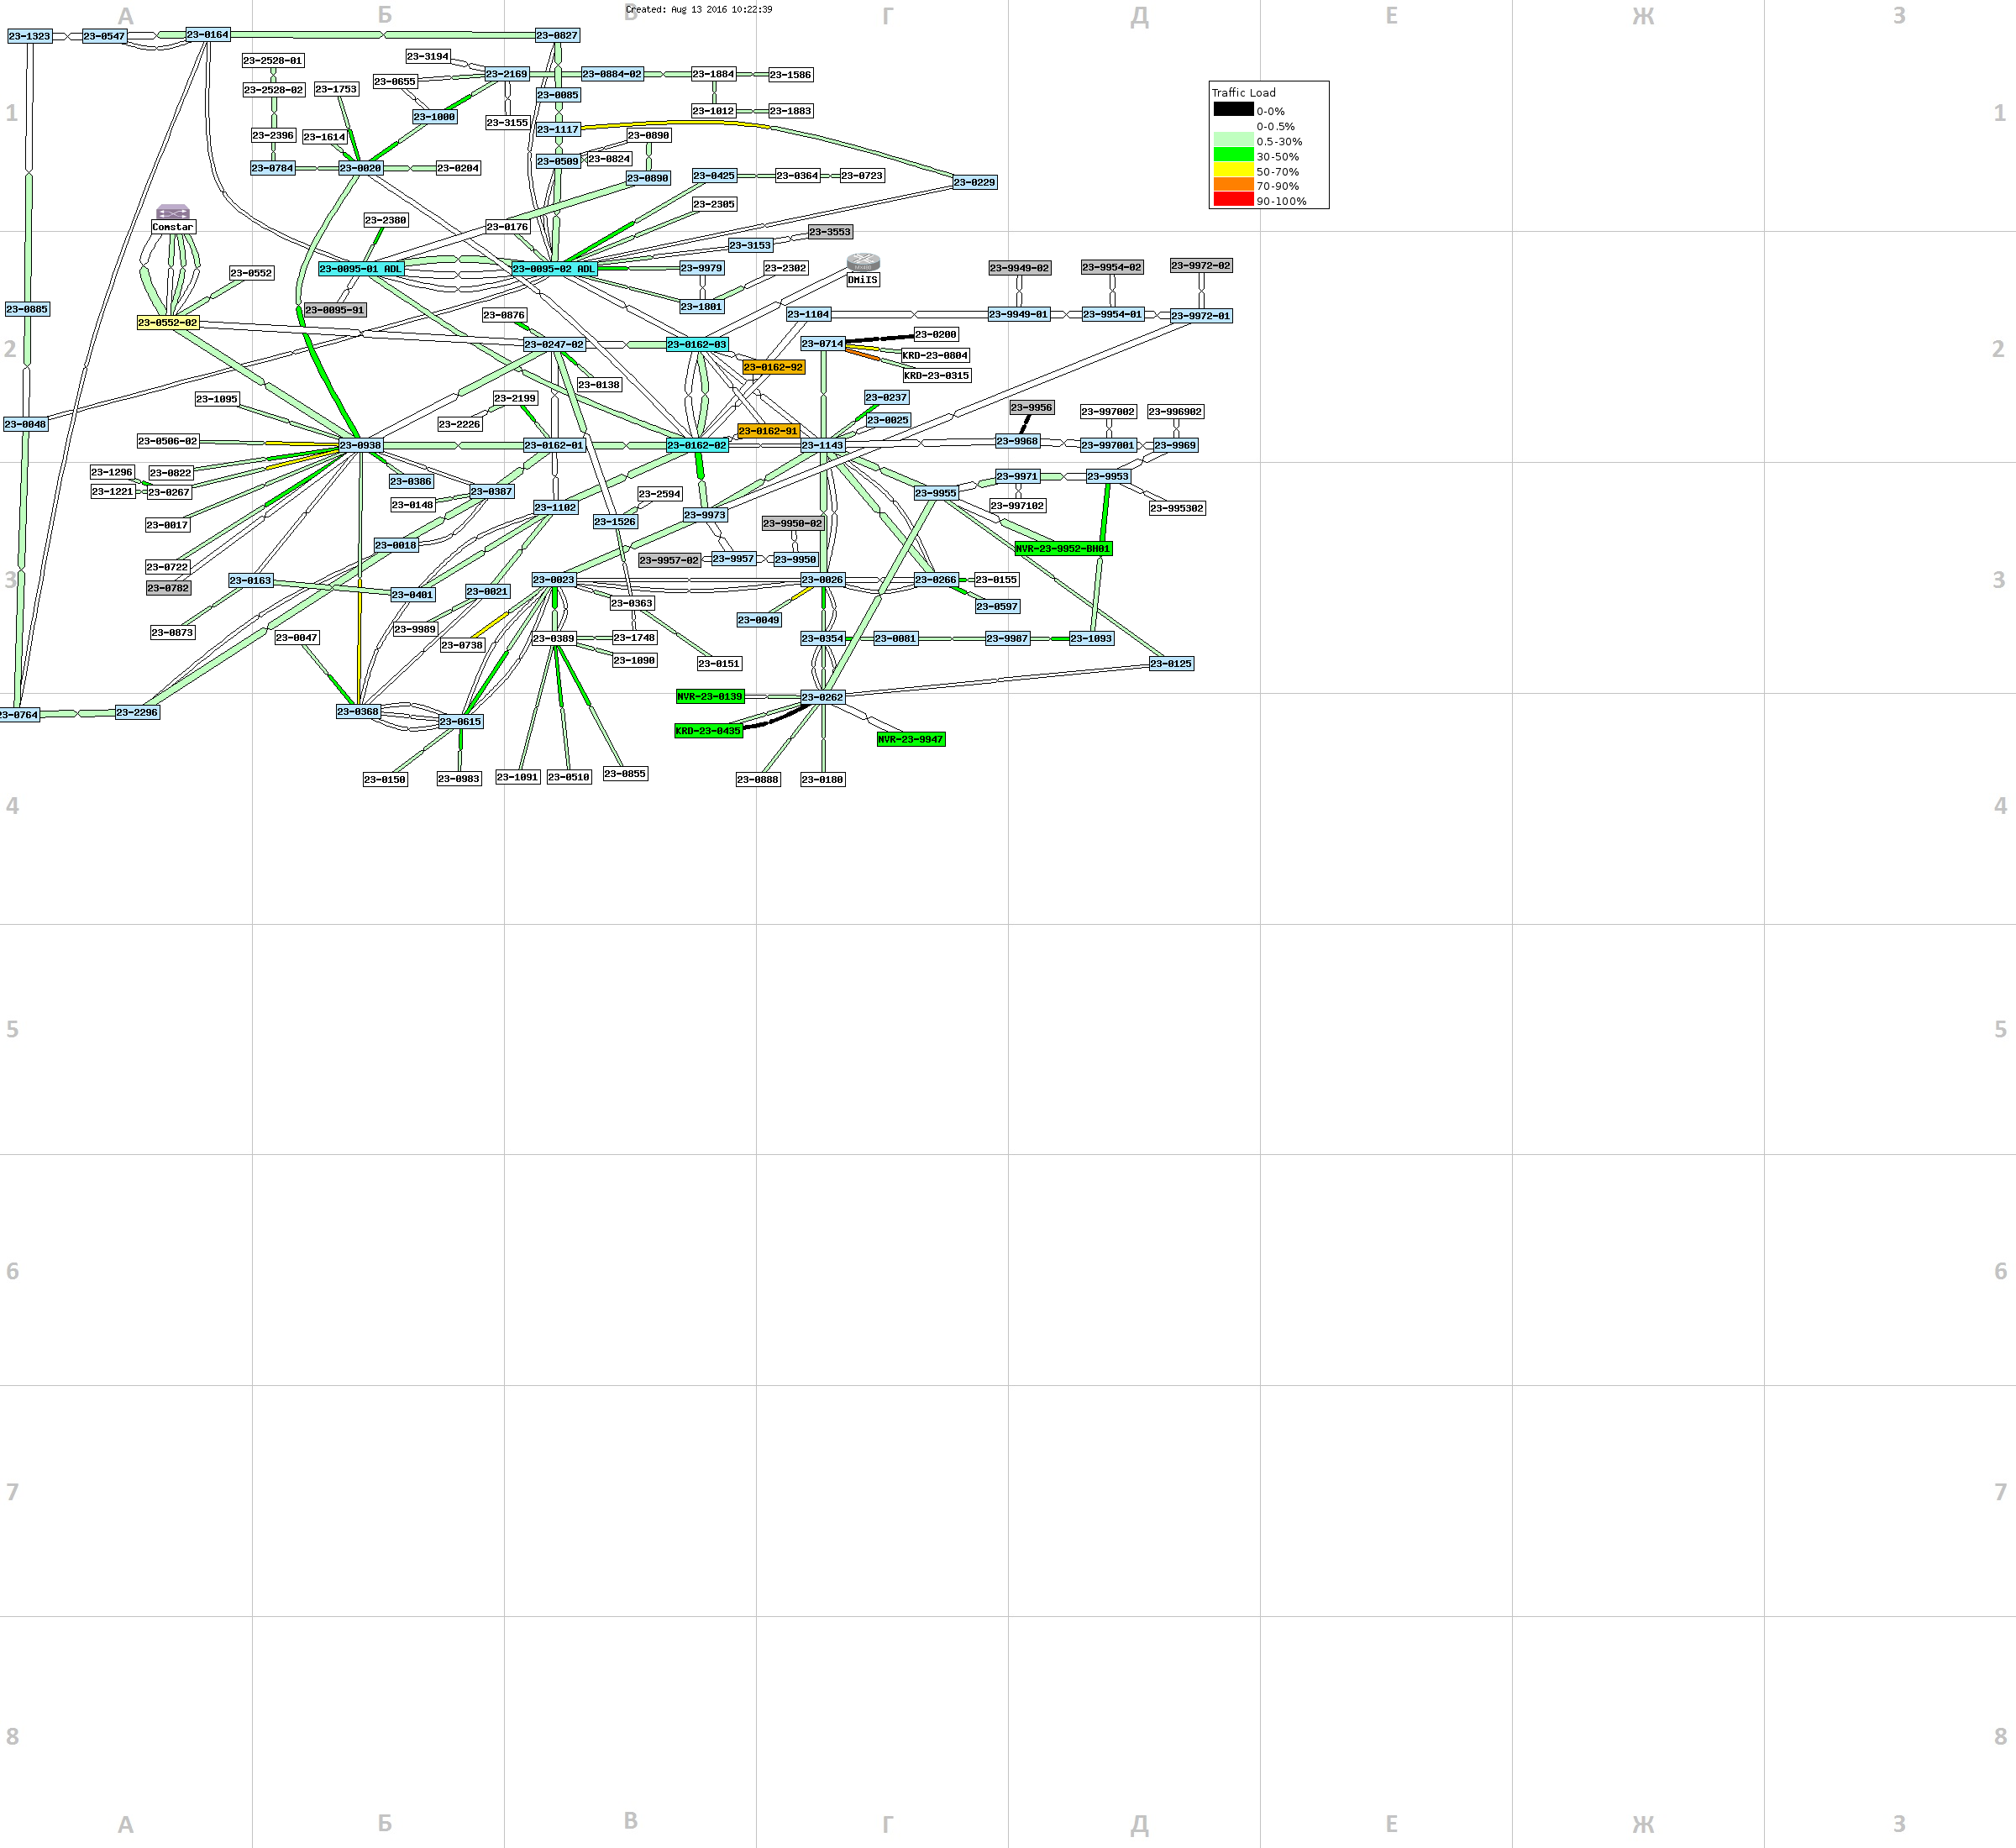 Created: Aug 13 2016 10:22:39
А Б В Г Д Е Ж З
23-1323 23-0547 23-0164 23-0827
23-2528-01 23-3194
23-2169 23-0884-02 23-1884 23-1586
23-2528-02 23-1753 23-0655
23-0085
Traffic Load
1 23-1000 23-1012 23-1883 0-0% 1
23-3155 0-0.5%
23-2396 23-1614 23-1117 23-0890 0.5-30%
23-0509 23-0824 30-50%
23-0784 23-0020 23-0204 50-70%
23-0890 23-0425 23-0364 23-0723 23-0229
70-90%
90-100%
23-2305
Comstar 23-2380 23-0176 23-3553
23-3153
23-0552 23-0095-01 ADL 23-0095-02 ADL 23-9979 23-2302 DMiIS 23-9949-02 23-9954-02 23-9972-02
23-0885 23-0095-91 23-1801
23-0552-02 23-0876 23-1104 23-9949-01 23-9954-01 23-9972-01
2 23-0247-02 23-0162-03 23-0714 23-0200 2
KRD-23-0804
23-0162-92 KRD-23-0315
23-0138
23-1095 23-2199 23-0237
23-0048 23-2226 23-0025 23-9956 23-997002 23-996902
23-0162-91
23-0506-02 23-0938 23-0162-01 23-0162-02 23-1143 23-9968 23-997001 23-9969
23-1296 23-0822 23-0386 23-9971 23-9953
23-1221 23-0267 23-0387 23-2594 23-9955
23-0148 23-1102 23-997102 23-995302
23-0017 23-1526 23-9973 23-9950-02
23-0018 NVR-23-9952-BH01
23-0722 23-9957-02 23-9957 23-9950
3 23-0782 23-0163 23-0023 23-0026 23-0266 23-0155 3
23-0401 23-0021 23-0363 23-0597
23-0873 23-9989 23-0049
23-0047 23-0738 23-0389 23-1748 23-0354 23-0081 23-9987 23-1093
23-1090 23-0151 23-0125
NVR-23-0139 23-0262
23-0764 23-2296 23-0368 23-0615
KRD-23-0435 NVR-23-9947
23-0150 23-0983 23-1091 23-0510 23-0855 23-0888 23-0180
4 4
5 5
6 6
7 7
8 8
А Б В Г Д Е Ж З